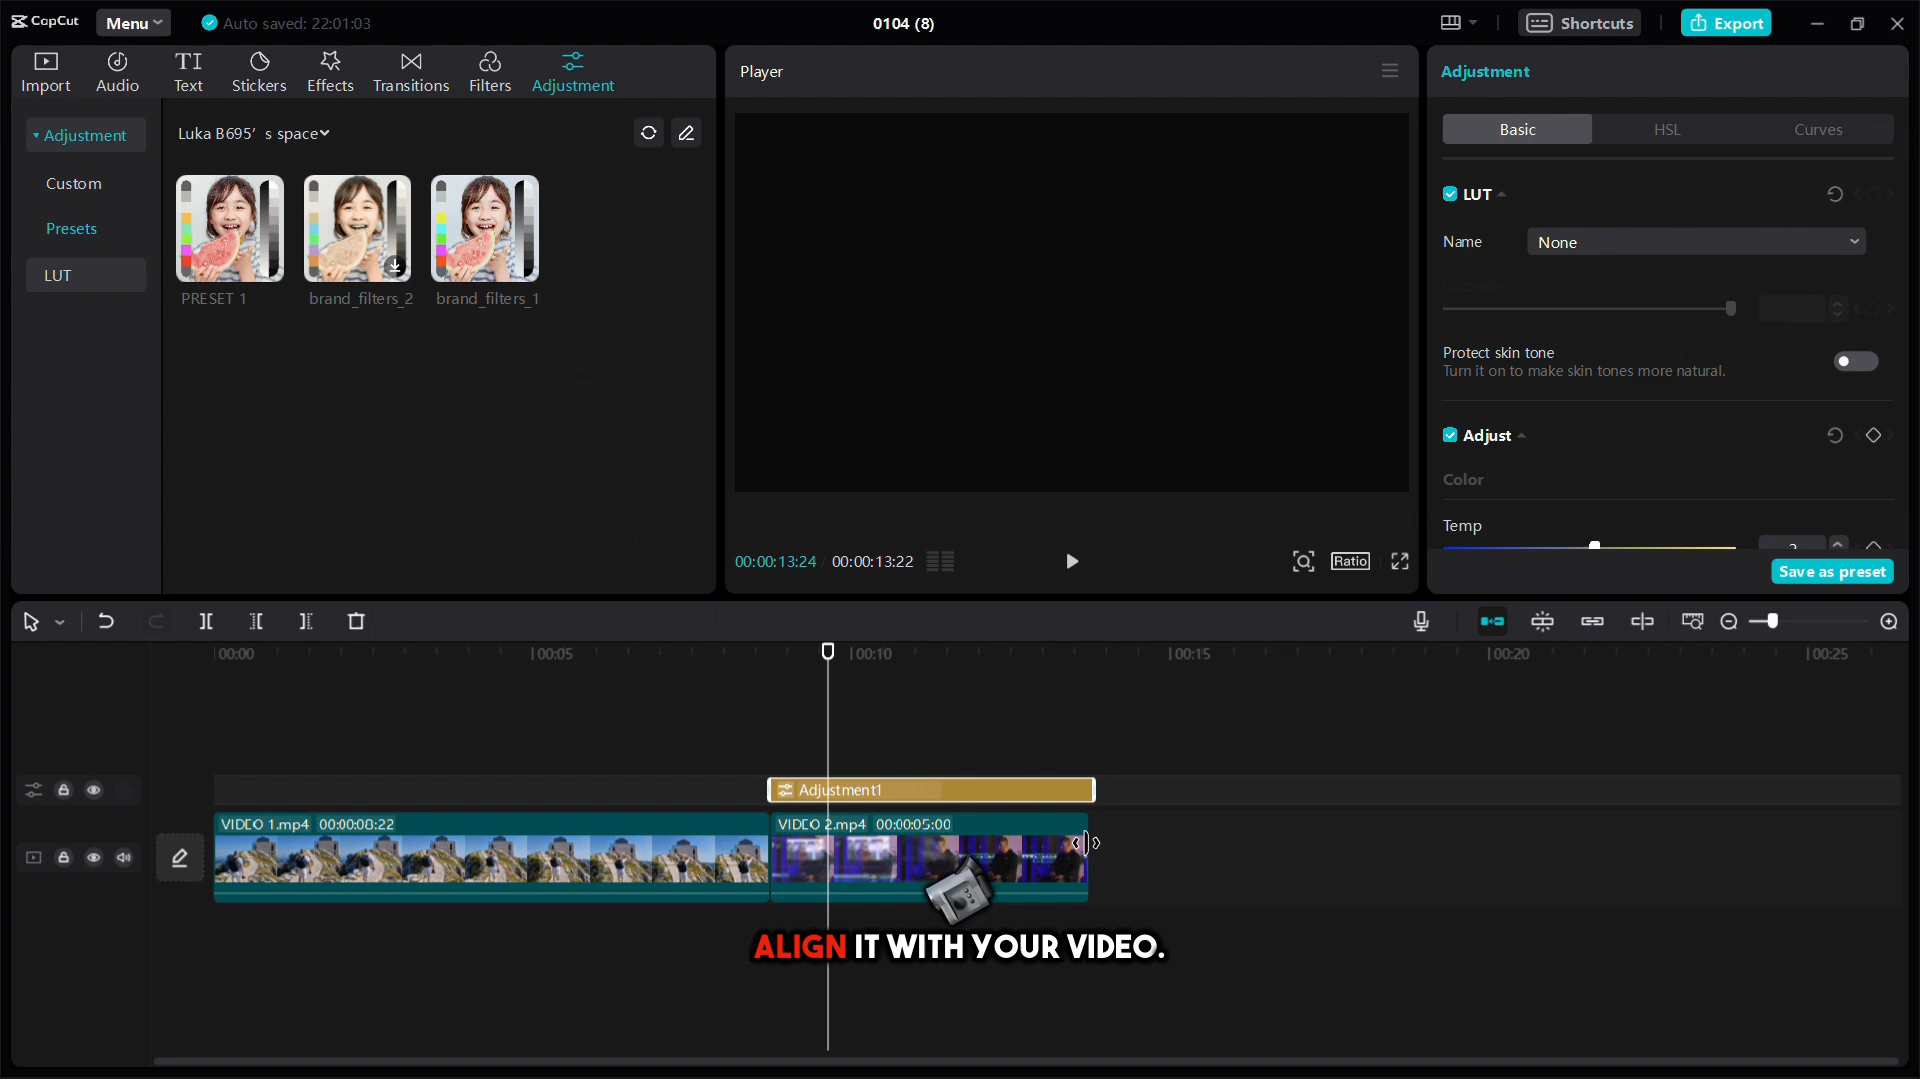 CapCut
Menu
Auto saved: 22:01:03
0104 (8)
Shortcuts
Export
Import
Audio
TI
Text
Stickers
Effects
Transitions
Filters
Adjustment
Adjustment
Custom
Presets
LUT
Luka B695’ s space
PRESET 1
brand_filters_2
brand_filters_1
Player
00:00:13:24 00:00:13:22
Ratio
Adjustment
Basic
HSL
Curves
LUT
Name
None
Intensity
Protect skin tone
Turn it on to make skin tones more natural.
Adjust
Color
Temp
Save as preset
00:00
00:05
00:10
00:15
00:20
00:25
Adjustment1
VIDEO 1.mp4 00:00:08:22
VIDEO 2.mp4 00:00:05:00
ALIGN IT WITH YOUR VIDEO.